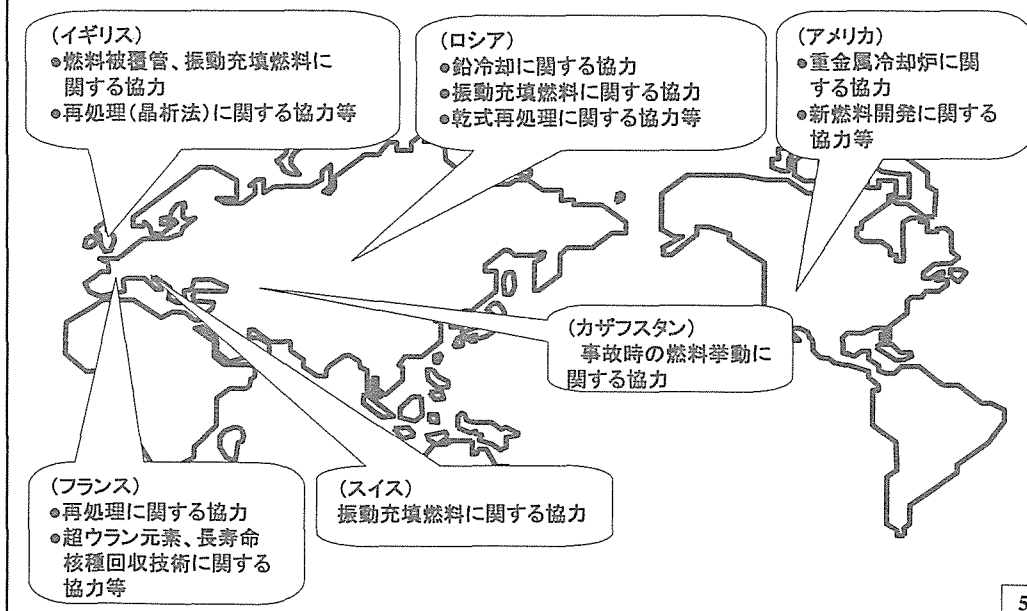 (イギリス)
●燃料被覆管、振動充填燃料に
関する協力
●再処理(晶析法)に関する協力等
(ロシア)
●鉛冷却に関する協力
●振動充填燃料に関する協力
●乾式再処理に関する協力等
(アメリカ)
●重金属冷却炉に関
する協力
●新燃料開発に関する
協力等
(カザフスタン)
事故時の燃料挙動に
関する協力
(フランス)
●再処理に関する協力
●超ウラン元素、長寿命
核種回収技術に関する
協力等
(スイス)
振動充填燃料に関する協力
5